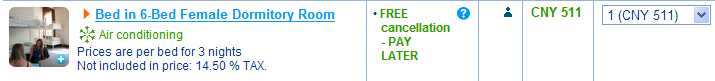 Bed in 6-Bed Female Dormitory Room
Air conditioning
Prices are per bed for 3 nights
Not included in price: 14.50 % TAX.
• FREE
cancellation
- PAY
LATER
?
CNY 511
1 (CNY 511)